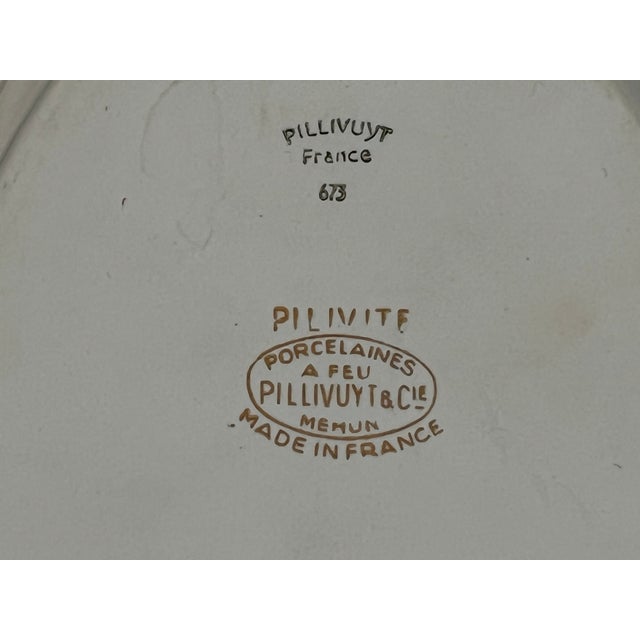 PILLIVUYT
France
673
PILIVITE
PORCELAINES
A FEU
PILLIVUYT & CIE
MEHUN
MADE IN FRANCE